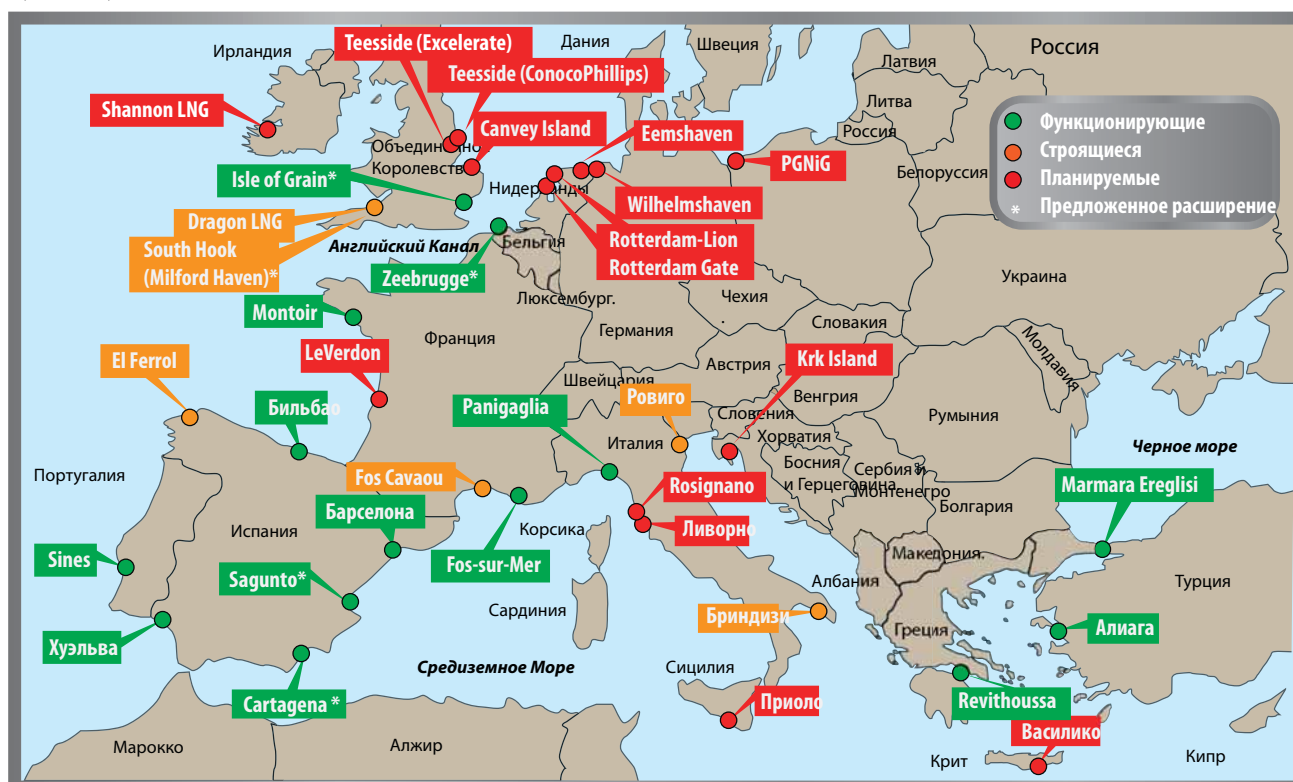 Ирландия
Teesside (Excelerate)
Дания
Швеция
Россия
Teesside (ConocoPhillips)
Латвия
Shannon LNG
Литва
Canvey Island
Eemshaven
Россия
Функционирующие
Строящиеся
Планируемые
* Предложенное расширение
Объединено
Королевств
PGNiG
Белоруссия
Isle of Grain*
Нидерланды
Wilhelmshaven
Dragon LNG
South Hook
(Milford Haven)*
Английский Канал
Бельгия
Rotterdam-Lion
Rotterdam Gate
Zeebrugge*
Украина
Люксембург.
Чехия
Montoir
Франция
Германия
Словакия
Молдавия
El Ferrol
LeVerdon
Австрия
Krk Island
Швейцария
Венгрия
Бильбао
Panigaglia
Ровиго
Словения
Румыния
Италия
Хорватия
Черное море
Португалия
Босния
и Герцеговина
Сербия и
Монтенегро
Fos Cavaou
Rosignano
Marmara Ereglisi
Барселона
Испания
Корсика
Ливорно
Болгария
Sines
Fos-sur-Mer
Македония.
Sagunto*
Албания
Турция
Сардиния
Бриндизи
Хуэльва
Греция
Алиага
Средиземное Море
Сицилия
Cartagena *
Приоло
Revithoussa
Василико
Марокко
Алжир
Крит
Кипр